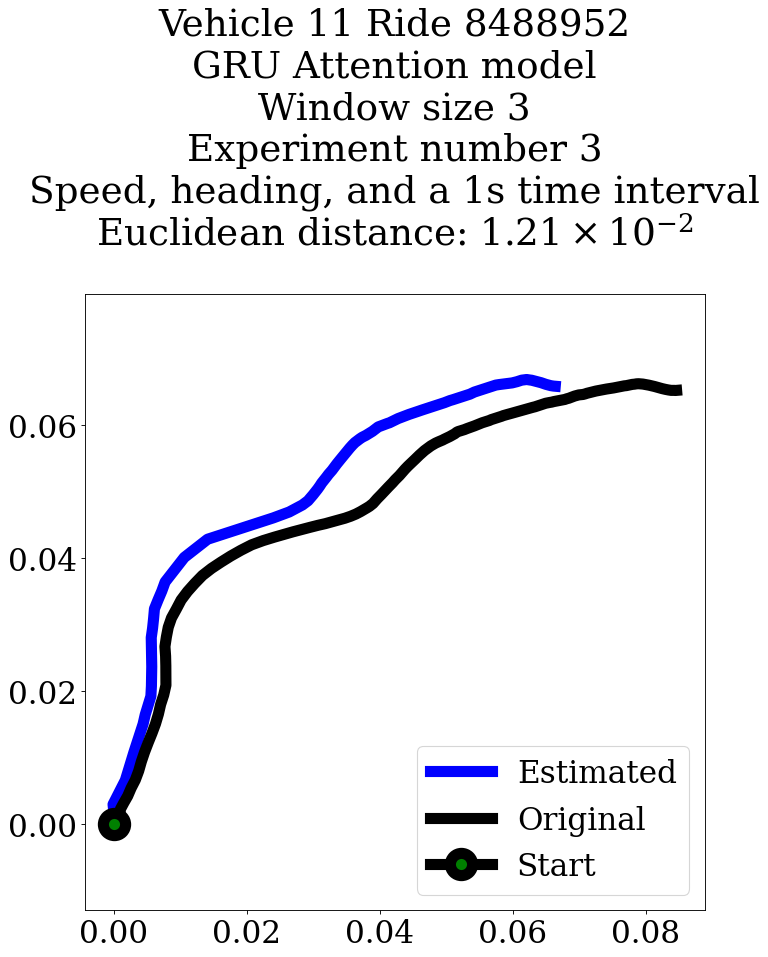 Vehicle 11 Ride 8488952
GRU Attention model
Window size 3
Experiment number 3
Speed, heading, and a 1s time interval
Euclidean distance: 1.21 × 10⁻²
0.06
0.04
0.02
0.00
Estimated
Original
Start
0.00 0.02 0.04 0.06 0.08